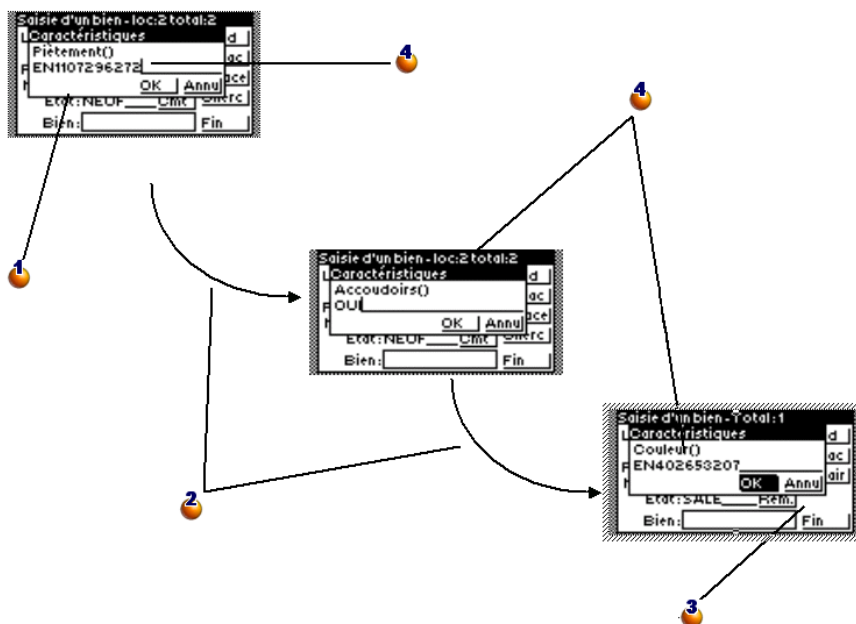 Saisie d'un bien - loc:2 total:2
Caractéristiques
Piètement()
EN1107296272
OK Annu
Etat:NEUF Cmt
Bien: Fin
4
4
1
Saisie d'un bien - loc:2 total:2
Caractéristiques
Accoudoirs()
OUI
OK Annu
Etat:NEUF Cmt
Bien: Fin
2
Saisie d'un bien - Total:1
Caractéristiques
Couleur()
EN402653207
OK Annu
Etat:SALE Rem.
Bien: Fin
3